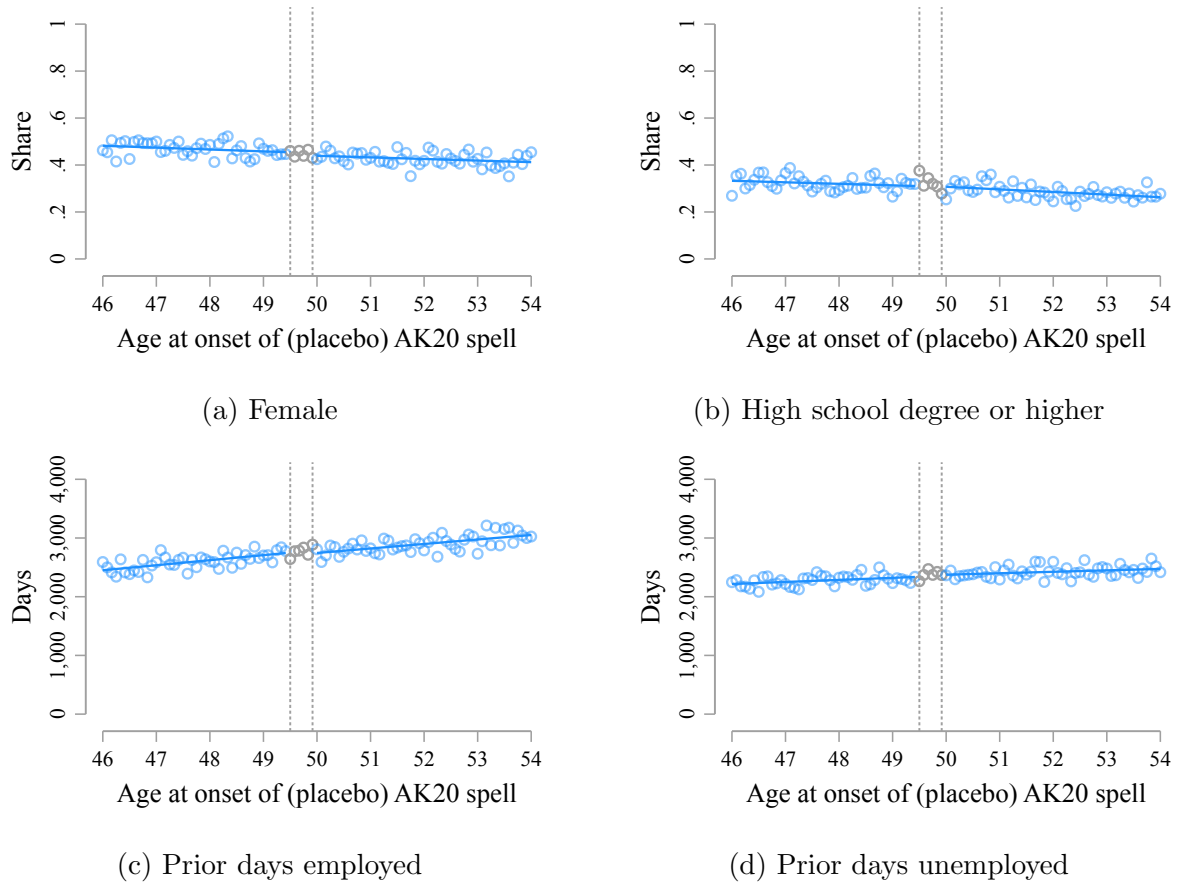 1
.8
.6
.4
.2
0
Share
46 47 48 49 50 51 52 53 54
Age at onset of (placebo) AK20 spell
(a) Female
1
.8
.6
.4
.2
0
Share
46 47 48 49 50 51 52 53 54
Age at onset of (placebo) AK20 spell
(b) High school degree or higher
4,000
3,000
2,000
1,000
0
Days
46 47 48 49 50 51 52 53 54
Age at onset of (placebo) AK20 spell
(c) Prior days employed
4,000
3,000
2,000
1,000
0
Days
46 47 48 49 50 51 52 53 54
Age at onset of (placebo) AK20 spell
(d) Prior days unemployed